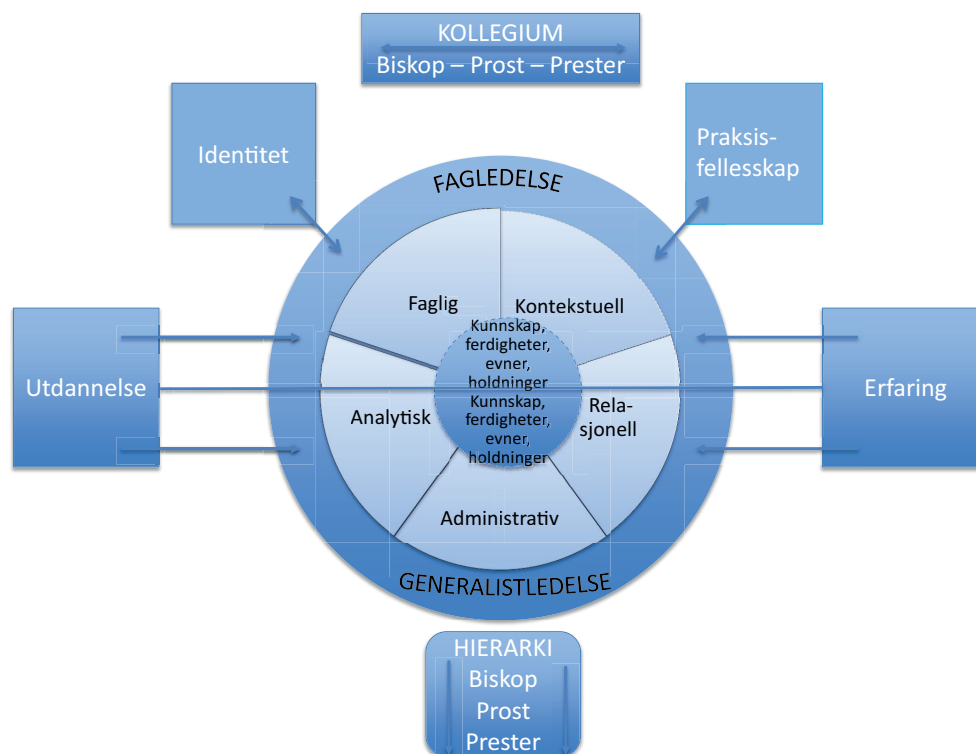 KOLLEGIUM
Biskop – Prost – Prester
Identitet
Praksis-
fellesskap
FAGLEDELSE
Faglig
Kontekstuell
Kunnskap,
ferdigheter,
evner,
holdninger
Utdannelse
Erfaring
Kunnskap,
ferdigheter,
evner,
holdninger
Analytisk
Rela-
sjonell
Administrativ
GENERALISTLEDELSE
HIERARKI
Biskop
Prost
Prester